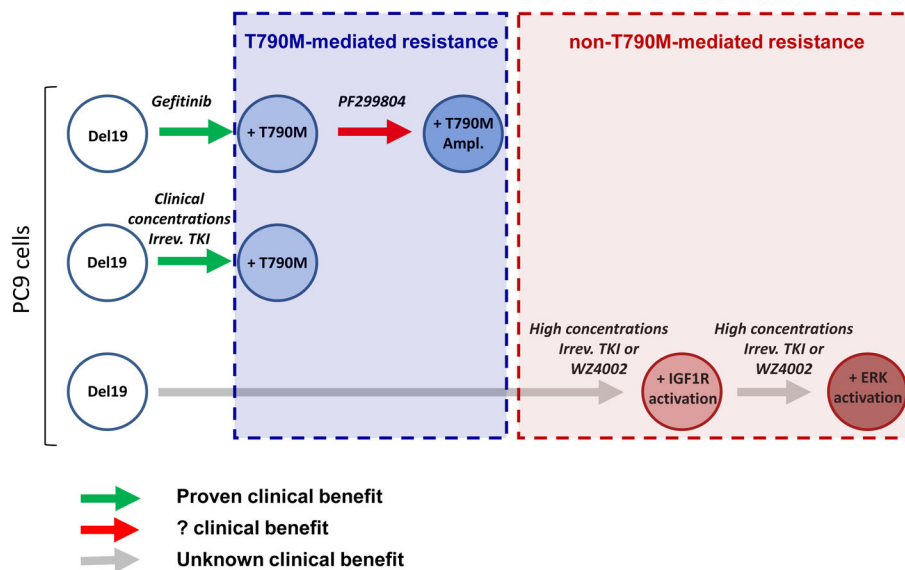 T790M-mediated resistance
non-T790M-mediated resistance
PC9 cells
Del19
Gefitinib
+ T790M
PF299804
+ T790M
Ampl.
Del19
Clinical
concentrations
Irrev. TKI
+ T790M
Del19
High concentrations
Irrev. TKI or
WZ4002
+ IGF1R
activation
High concentrations
Irrev. TKI or
WZ4002
+ ERK
activation
Proven clinical benefit
? clinical benefit
Unknown clinical benefit